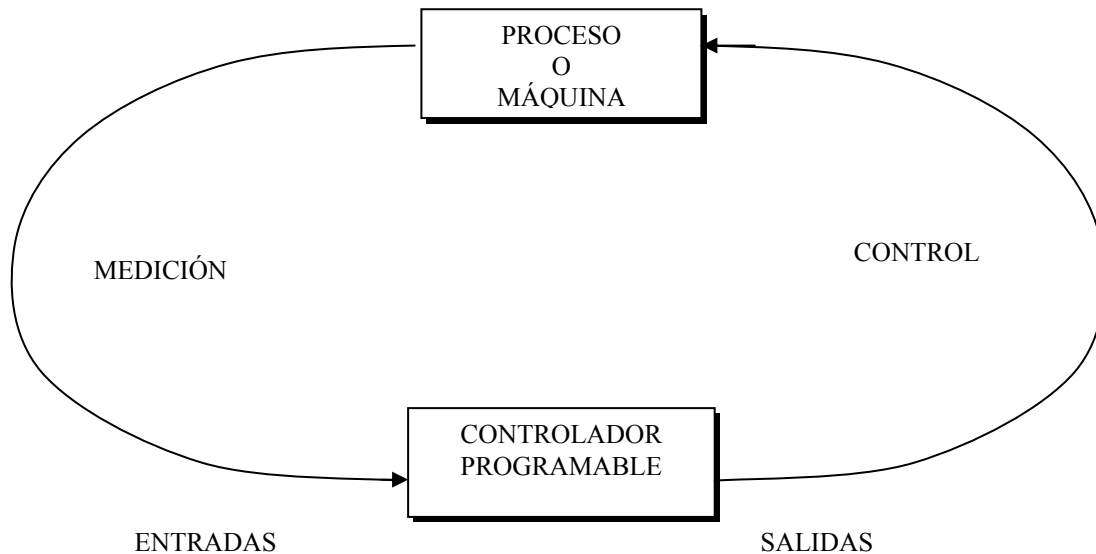 PROCESO
O
MÁQUINA
MEDICIÓN
CONTROL
CONTROLADOR
PROGRAMABLE
ENTRADAS
SALIDAS